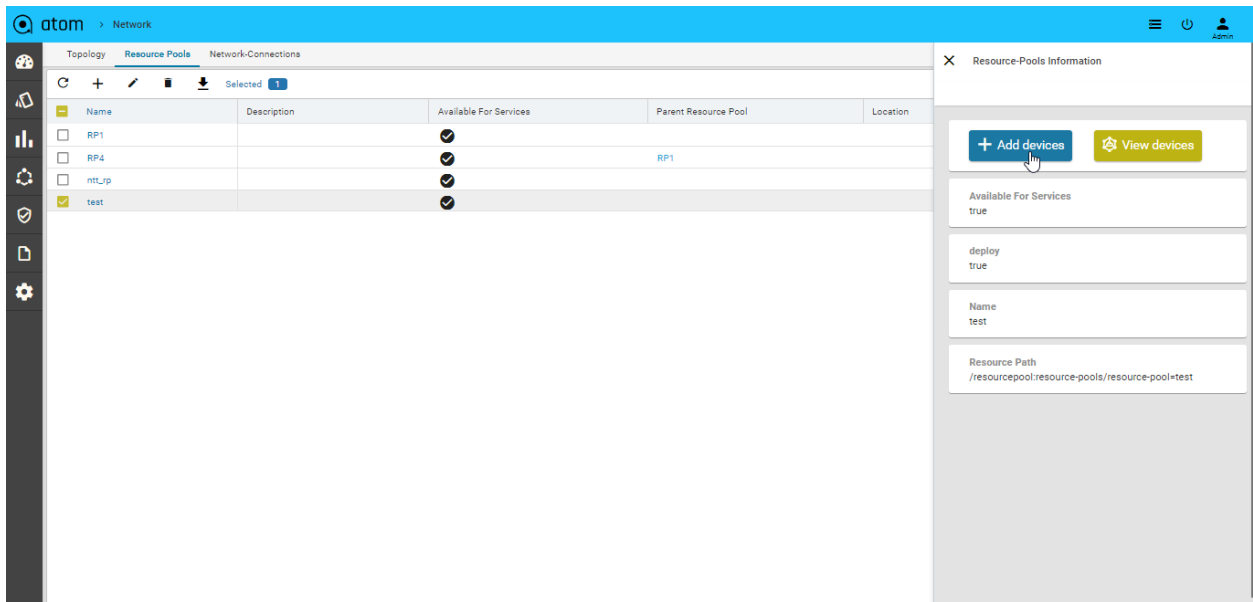 atom > Network
Admin
Topology Resource Pools Network-Connections
Selected 1
Name Description Available For Services Parent Resource Pool Location
RP1
RP4 RP1
ntt_rp
test
Resource-Pools Information
+ Add devices View devices
Available For Services
true
deploy
true
Name
test
Resource Path
/resourcepool:resource-pools/resource-pool=test